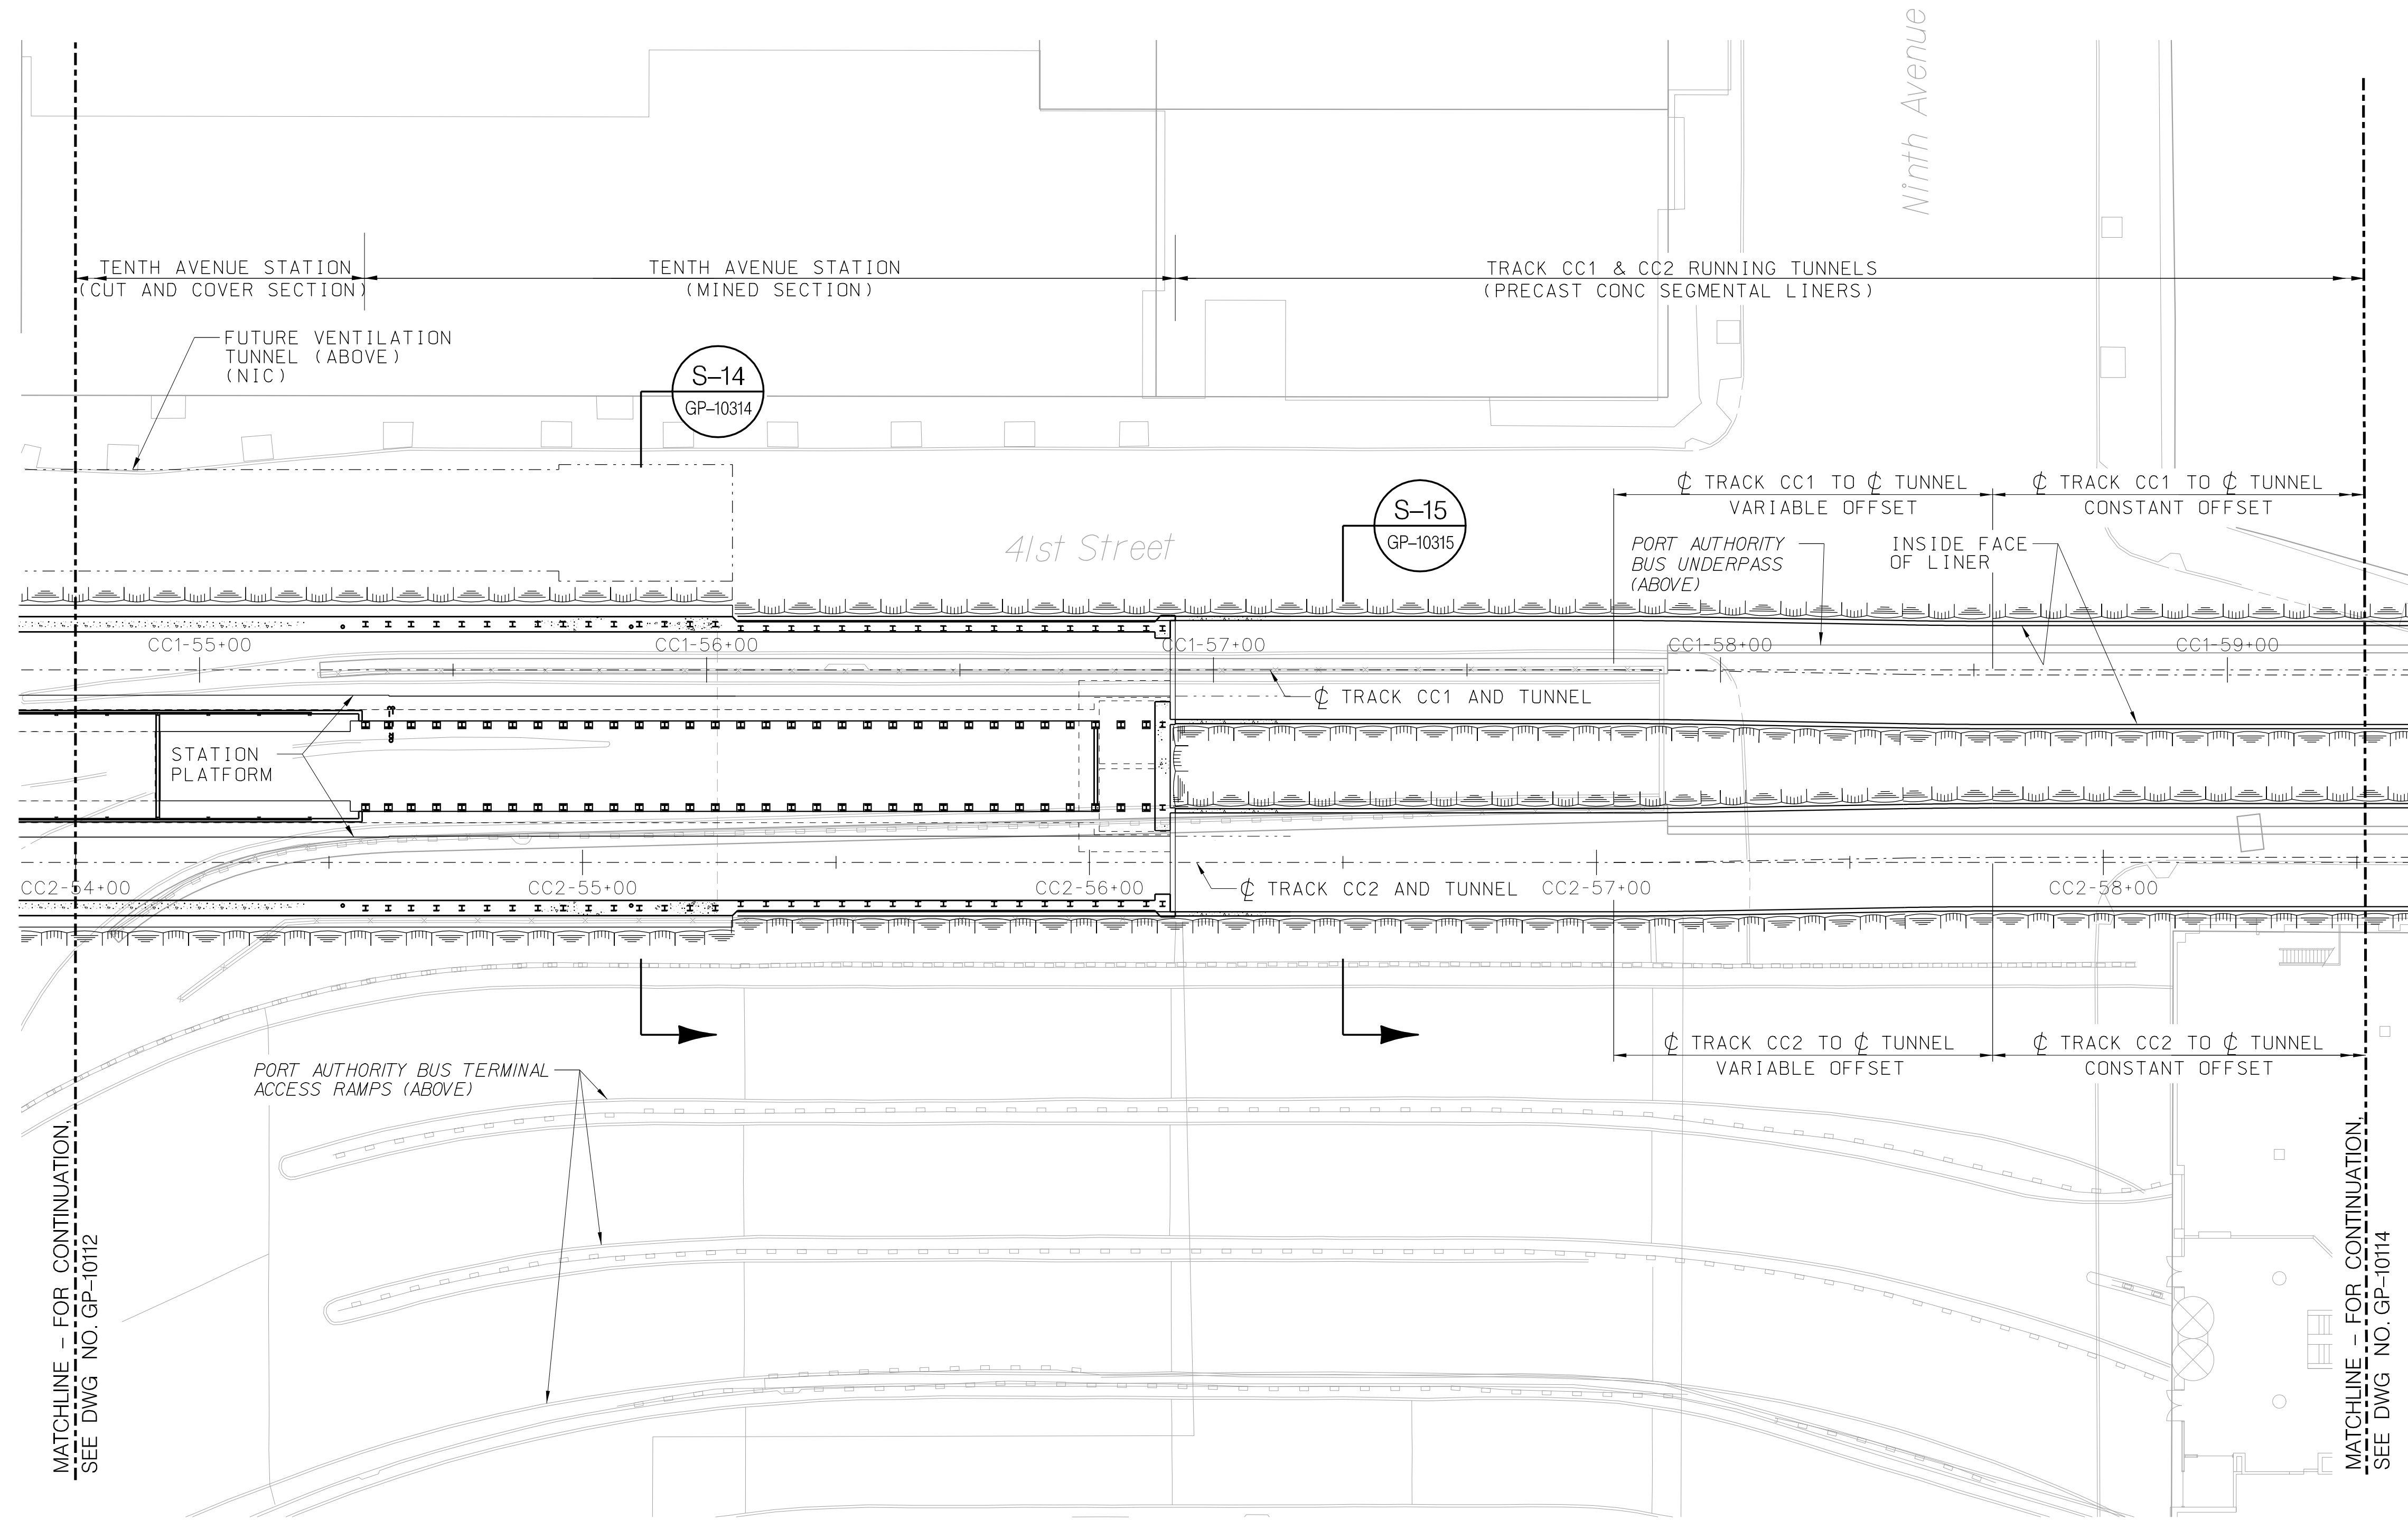 Ninth Avenue
TENTH AVENUE STATION
(CUT AND COVER SECTION)
TENTH AVENUE STATION
(MINED SECTION)
TRACK CC1 & CC2 RUNNING TUNNELS
(PRECAST CONC SEGMENTAL LINERS)
FUTURE VENTILATION
TUNNEL (ABOVE)
(NIC)
S-14
GP-10314
S-15
GP-10315
41st Street
℄ TRACK CC1 TO ℄ TUNNEL
VARIABLE OFFSET
℄ TRACK CC1 TO ℄ TUNNEL
CONSTANT OFFSET
PORT AUTHORITY
BUS UNDERPASS
(ABOVE)
INSIDE FACE
OF LINER
CC1-55+00
CC1-56+00
CC1-57+00
CC1-58+00
CC1-59+00
℄ TRACK CC1 AND TUNNEL
STATION
PLATFORM
CC2-54+00
CC2-55+00
CC2-56+00
℄ TRACK CC2 AND TUNNEL
CC2-57+00
CC2-58+00
℄ TRACK CC2 TO ℄ TUNNEL
VARIABLE OFFSET
℄ TRACK CC2 TO ℄ TUNNEL
CONSTANT OFFSET
PORT AUTHORITY BUS TERMINAL
ACCESS RAMPS (ABOVE)
MATCHLINE - FOR CONTINUATION,
SEE DWG NO. GP-10112
MATCHLINE - FOR CONTINUATION,
SEE DWG NO. GP-10114